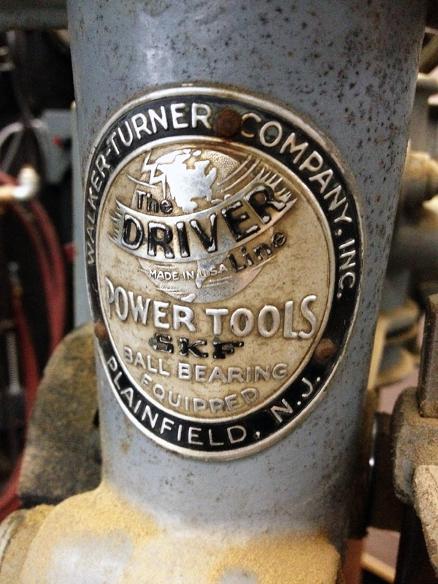 WALKER-TURNER COMPANY, INC.
The
DRIVER
Line
MADE IN U.S.A
POWER TOOLS
SKF
BALL BEARING
EQUIPPED
PLAINFIELD, N.J.